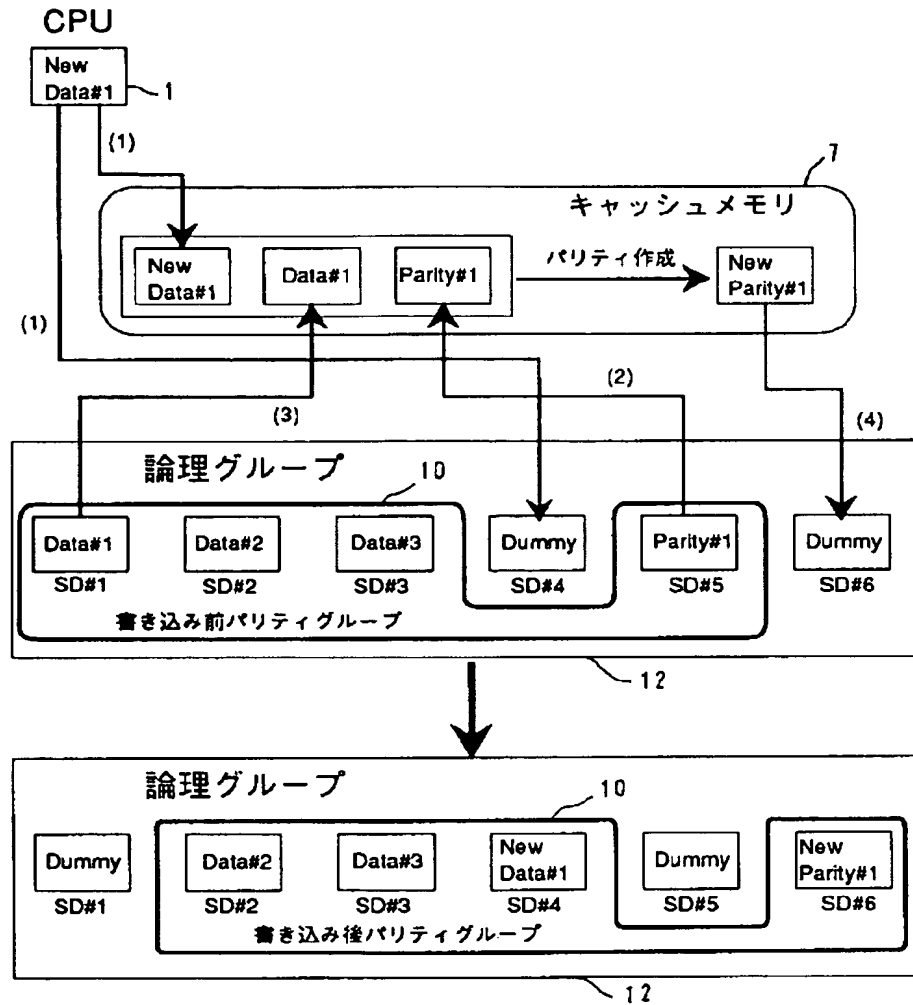 CPU
New
Data#1
1
(1)
7
キャッシュメモリ
New
Data#1
Data#1
Parity#1
パリティ作成
New
Parity#1
(1)
(3)
(2)
(4)
論理グループ
10
Data#1
Data#2
Data#3
Dummy
Parity#1
Dummy
SD#1
SD#2
SD#3
SD#4
SD#5
SD#6
書き込み前パリティグループ
12
論理グループ
10
Dummy
Data#2
Data#3
New
Data#1
Dummy
New
Parity#1
SD#1
SD#2
SD#3
SD#4
SD#5
SD#6
書き込み後パリティグループ
12